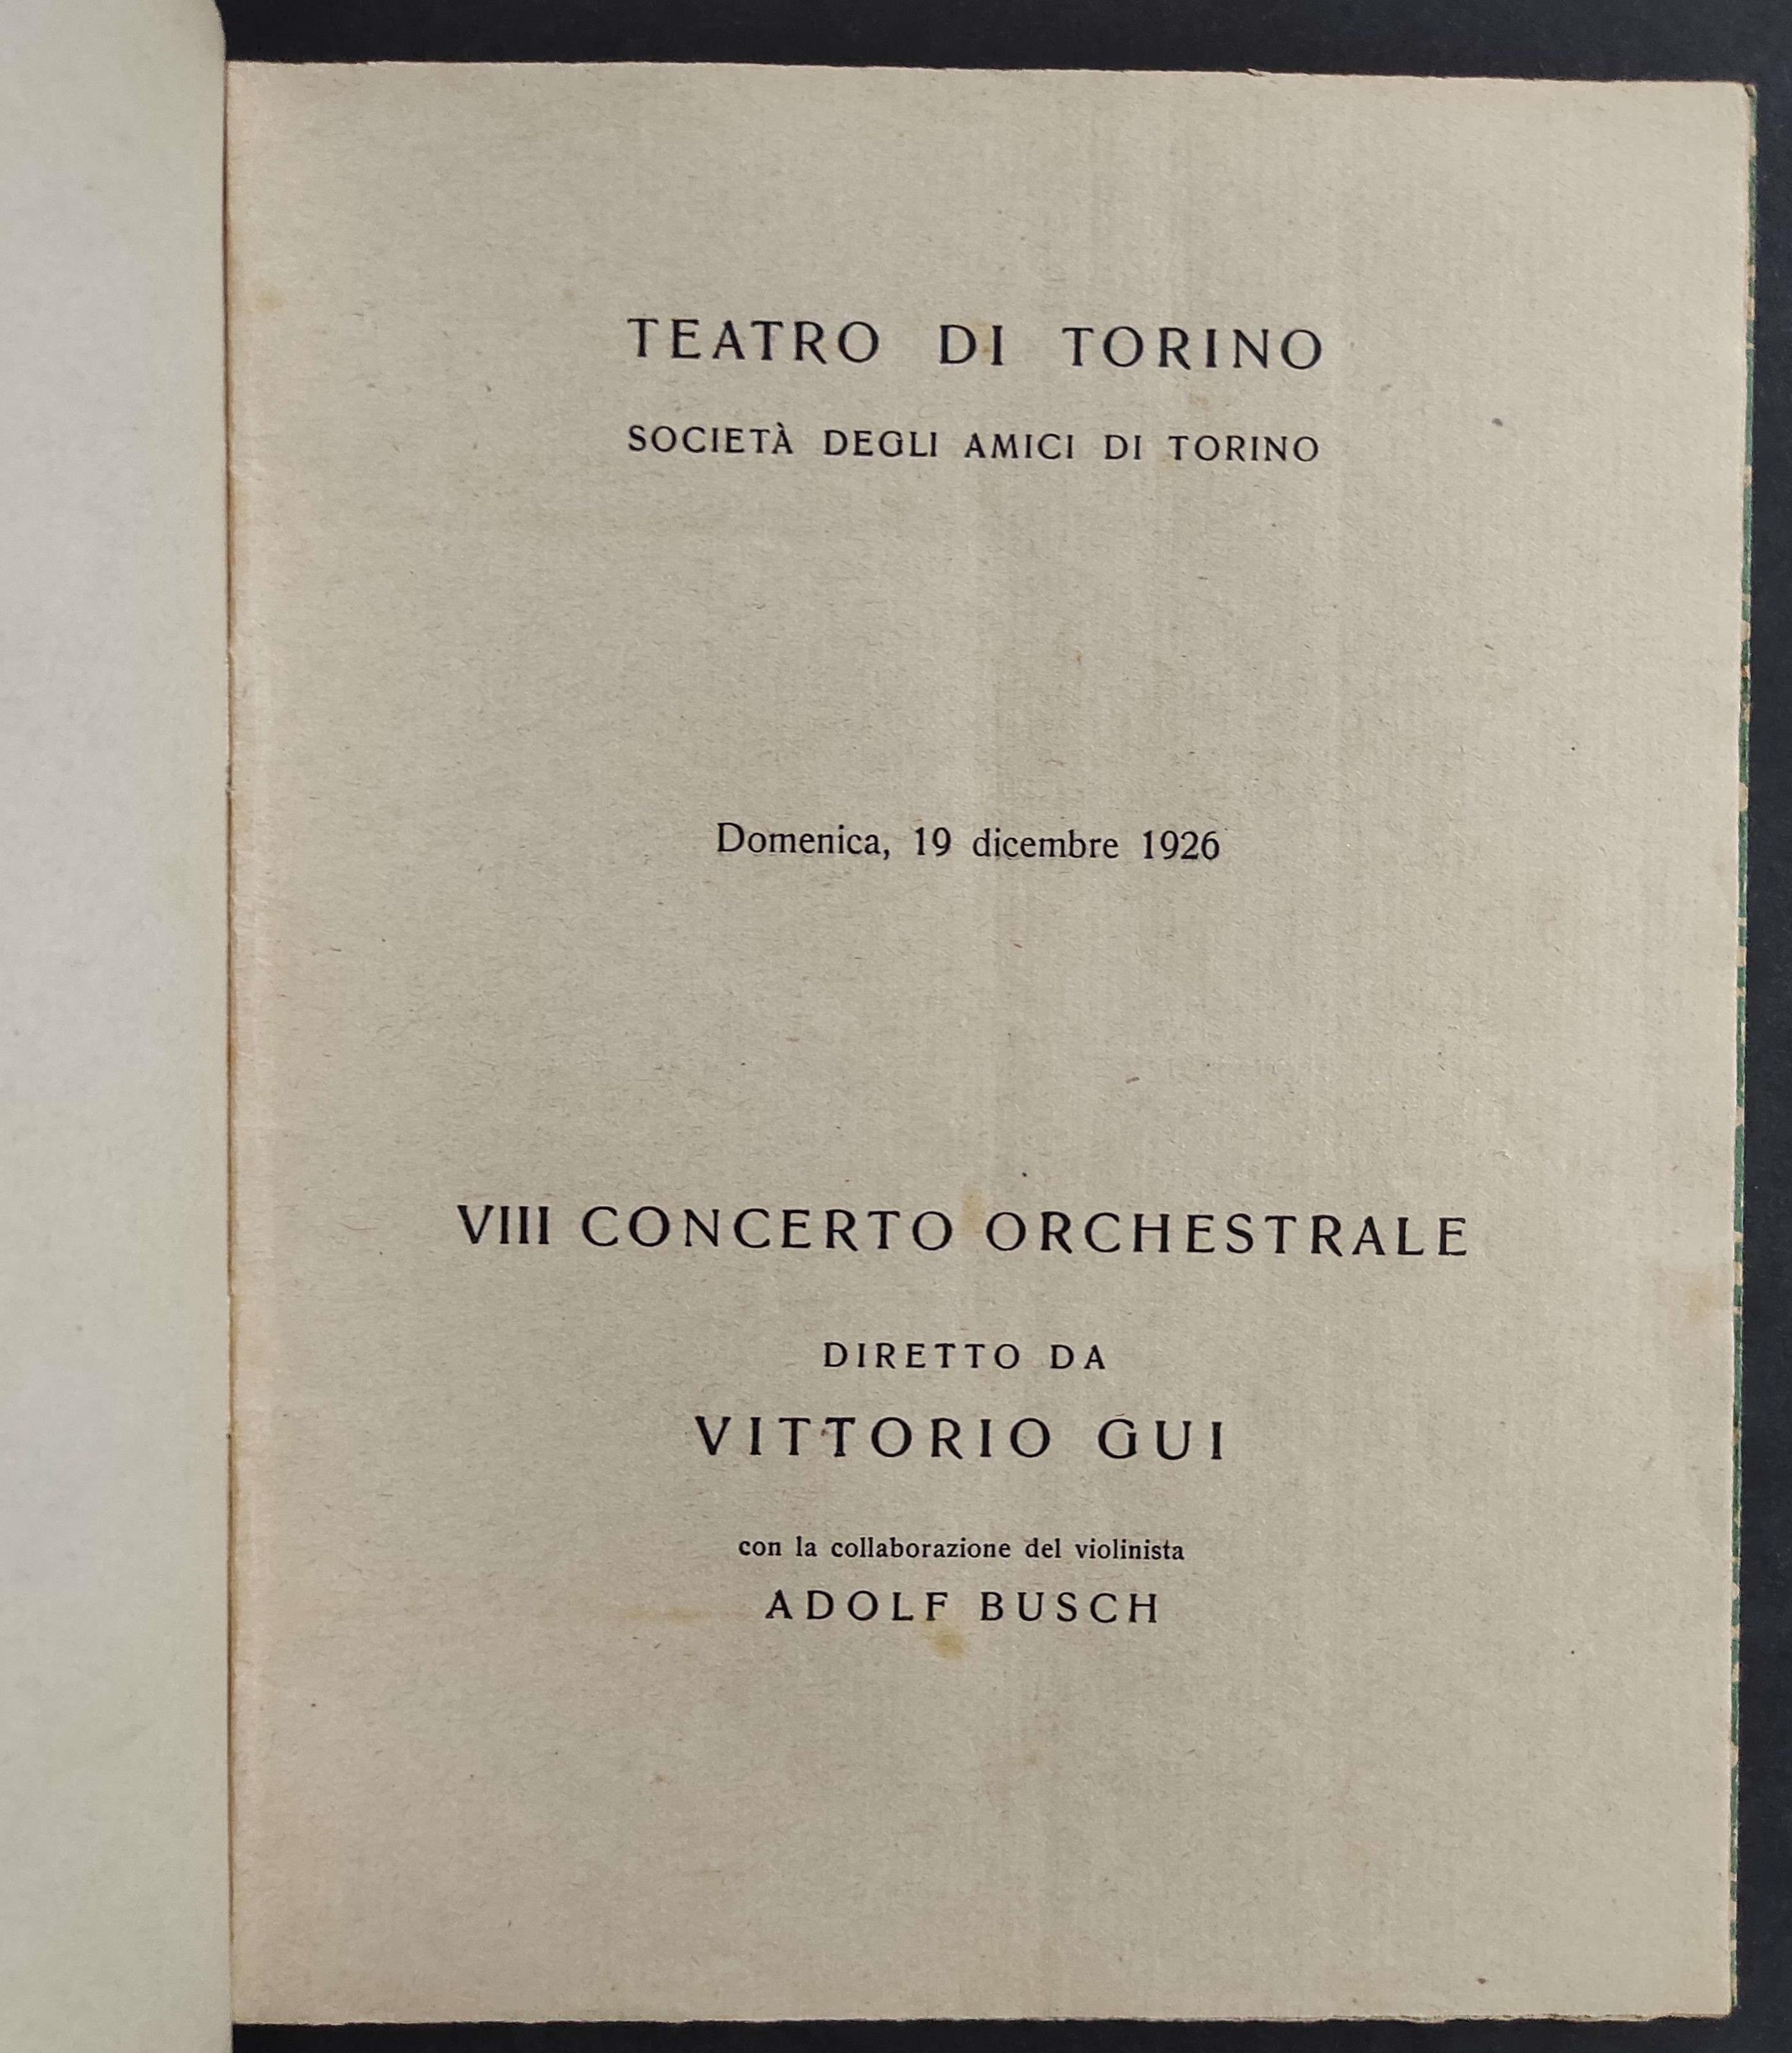 TEATRO DI TORINO
SOCIETÀ DEGLI AMICI DI TORINO
Domenica, 19 dicembre 1926
VIII CONCERTO ORCHESTRALE
DIRETTO DA
VITTORIO GUI
con la collaborazione del violinista
ADOLF BUSCH